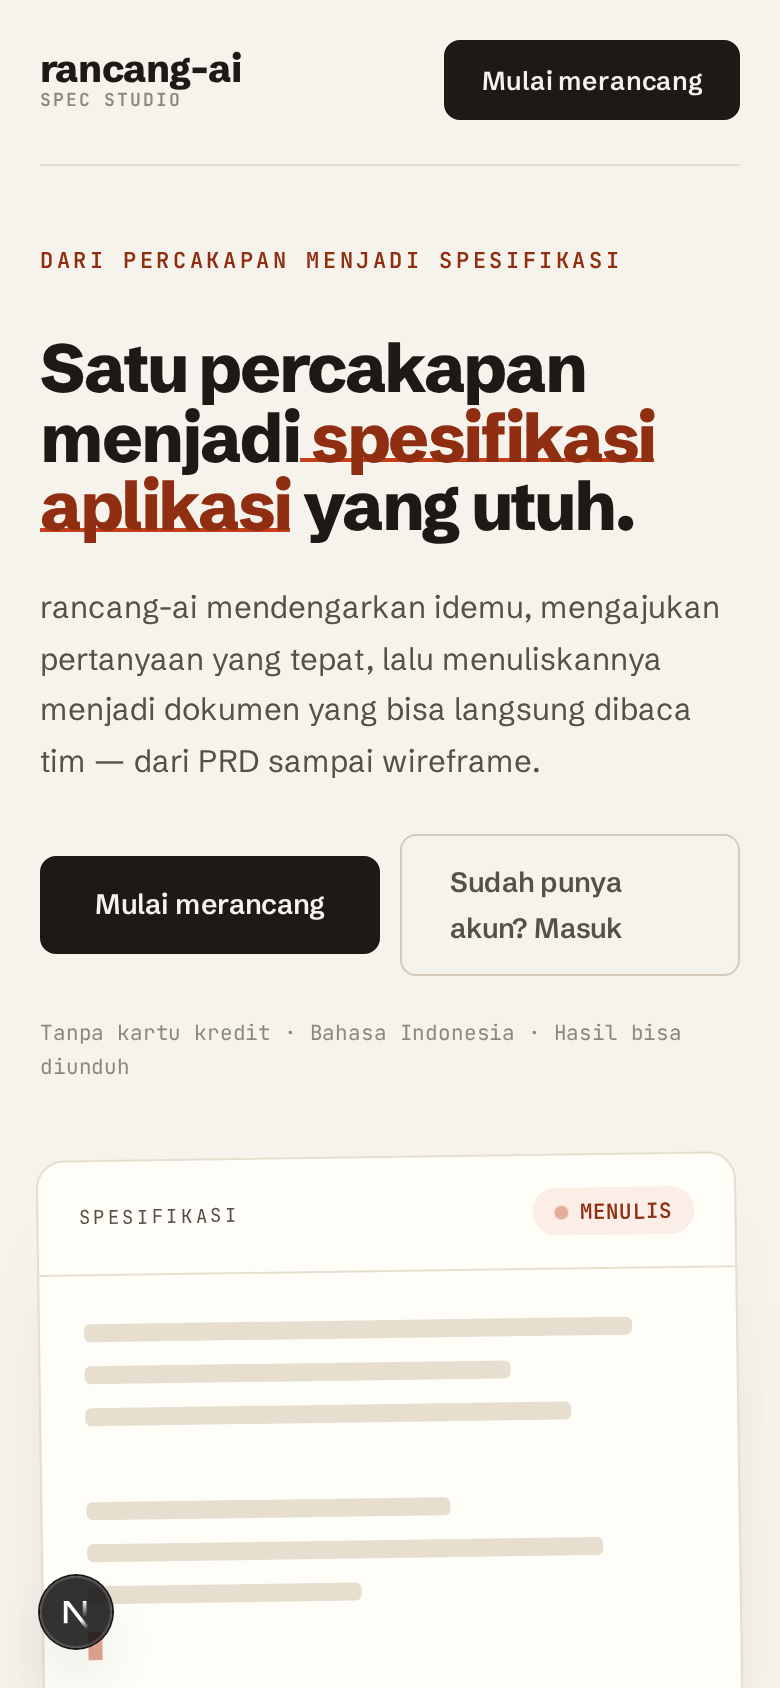 rancang-ai
SPEC STUDIO
Mulai merancang
DARI PERCAKAPAN MENJADI SPESIFIKASI
Satu percakapan
menjadi spesifikasi
aplikasi yang utuh.
rancang-ai mendengarkan idemu, mengajukan
pertanyaan yang tepat, lalu menuliskannya
menjadi dokumen yang bisa langsung dibaca
tim — dari PRD sampai wireframe.
Mulai merancang
Sudah punya
akun? Masuk
Tanpa kartu kredit · Bahasa Indonesia · Hasil bisa
diunduh
SPESIFIKASI
MENULIS
N